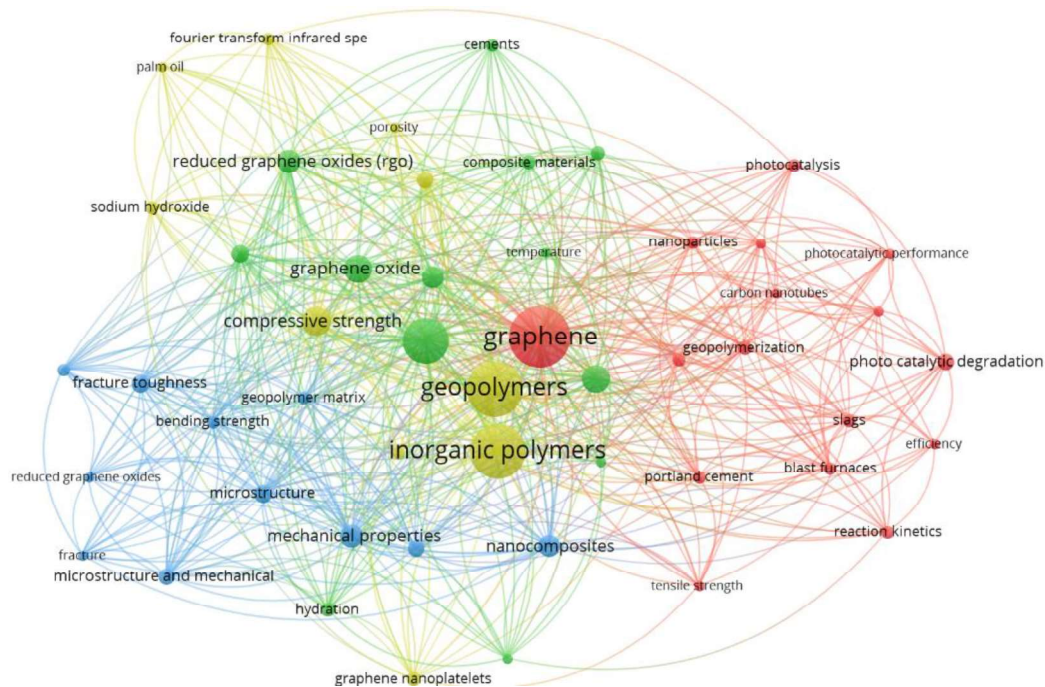 fourier transform infrared spe
cements
palm oil
porosity
reduced graphene oxides (rgo)
composite materials
photocatalysis
sodium hydroxide
nanoparticles
temperature
photocatalytic performance
graphene oxide
carbon nanotubes
compressive strength
graphene
geopolymerization
photo catalytic degradation
fracture toughness
geopolymers
geopolymer matrix
bending strength
slags
efficiency
inorganic polymers
reduced graphene oxides
blast furnaces
portland cement
microstructure
mechanical properties
reaction kinetics
nanocomposites
fracture
microstructure and mechanical
tensile strength
hydration
graphene nanoplatelets